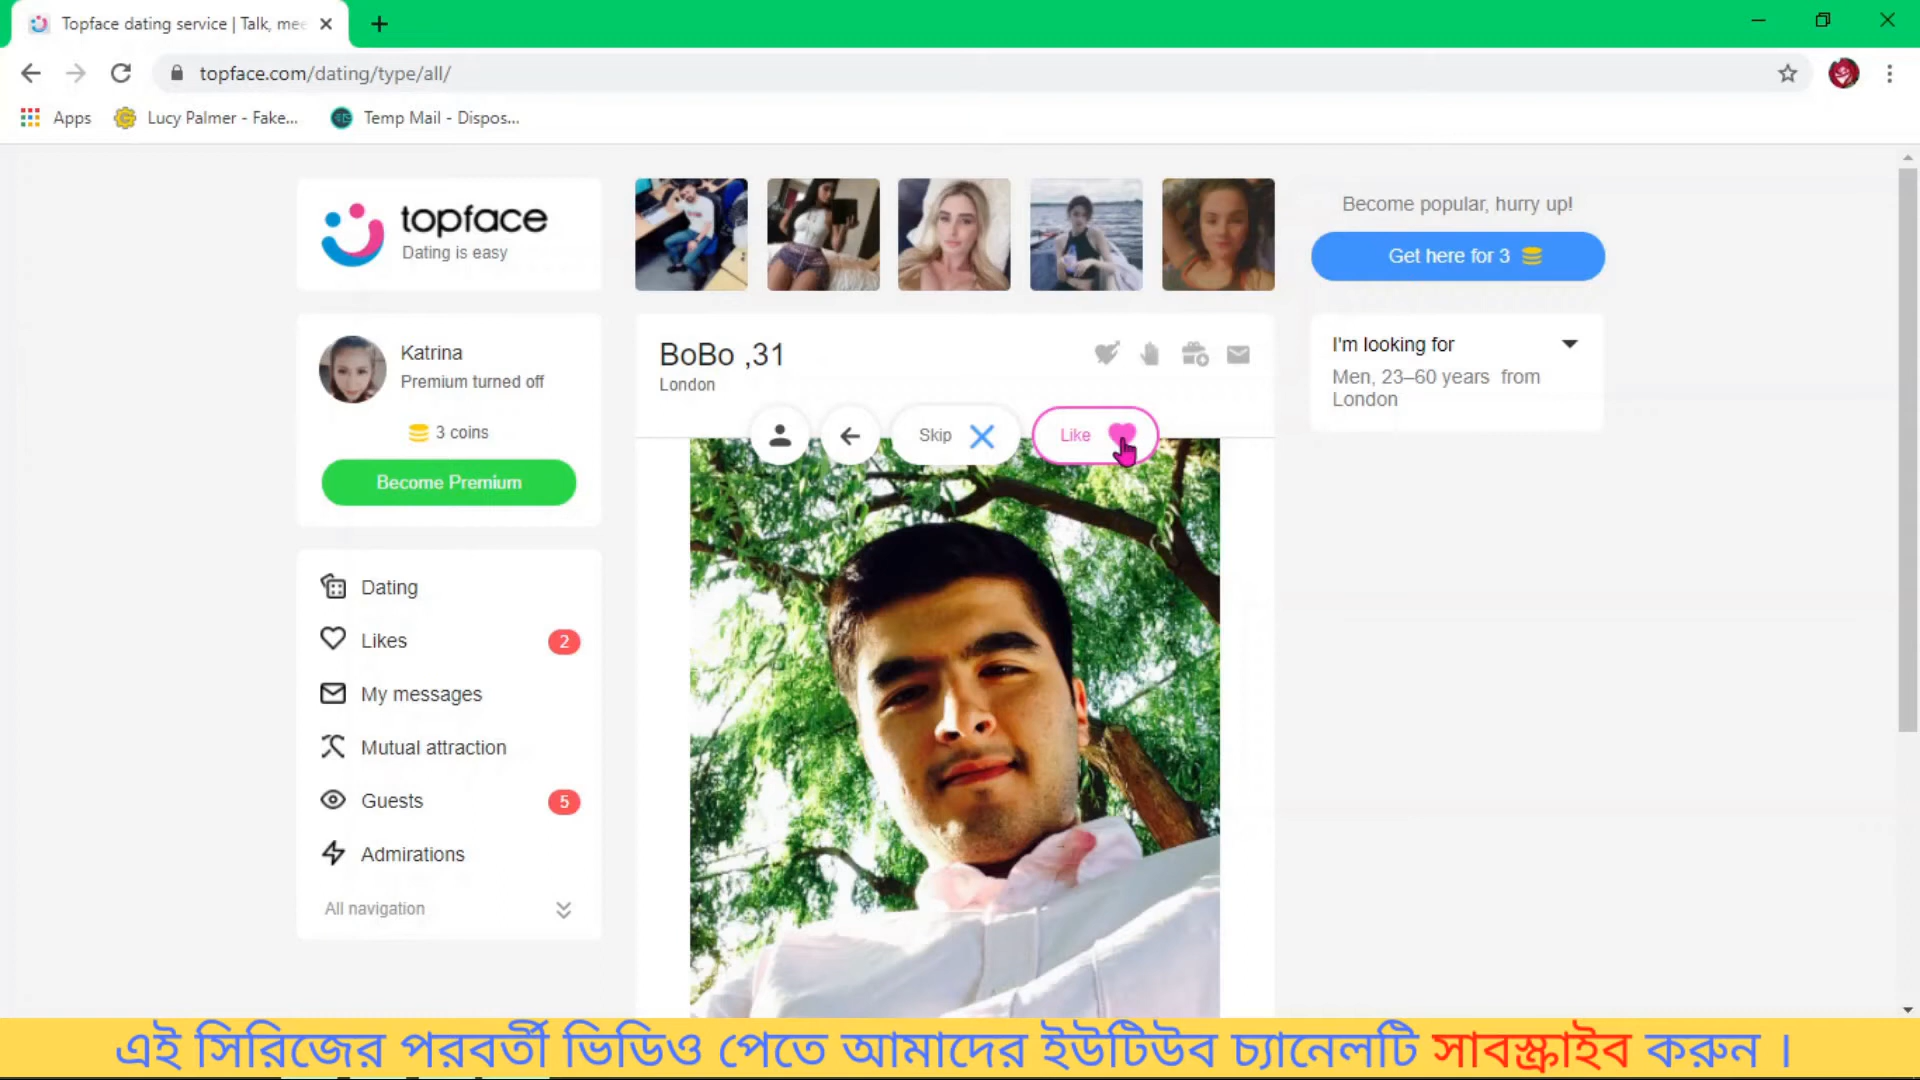 Topface dating service | Talk, mee
topface.com/dating/type/all/
Apps
Lucy Palmer - Fake...
Temp Mail - Dispos...
topface
Dating is easy
Become popular, hurry up!
Get here for 3
Katrina
Premium turned off
3 coins
Become Premium
BoBo ,31
London
Skip
Like
I'm looking for
Men, 23–60 years from
London
Dating
Likes
2
My messages
Mutual attraction
Guests
5
Admirations
All navigation
এই সিরিজের পরবর্তী ভিডিও পেতে আমাদের ইউটিউব চ্যানেলটি সাবস্ক্রাইব করুন ।